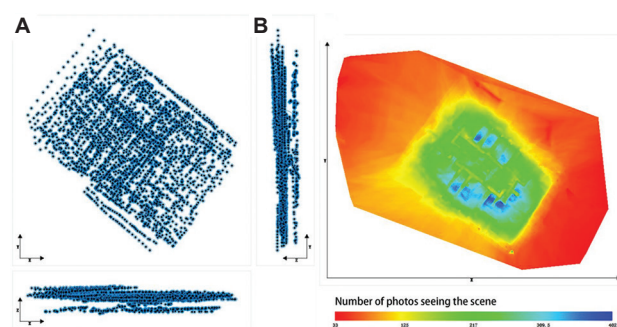 A
B
Y
X
Y
Z
Z
X
Y
X
Number of photos seeing the scene
33
125
217
309.5
402